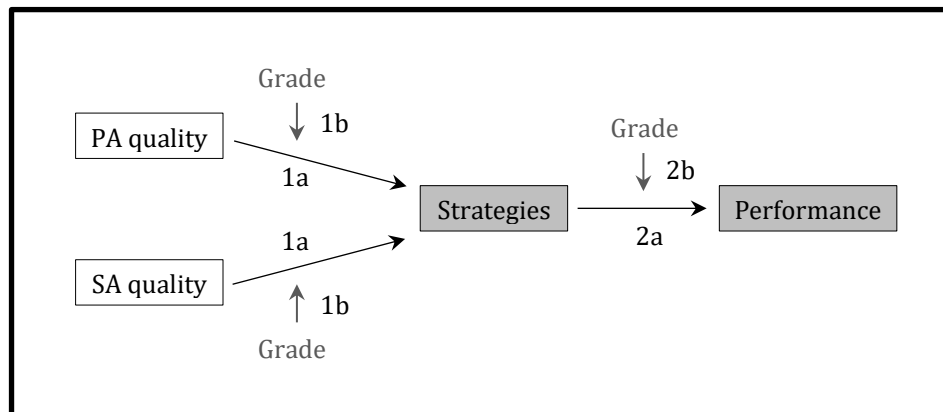 Grade
1b
PA quality
1a
Grade
2b
Strategies
Performance
1a
2a
SA quality
1b
Grade